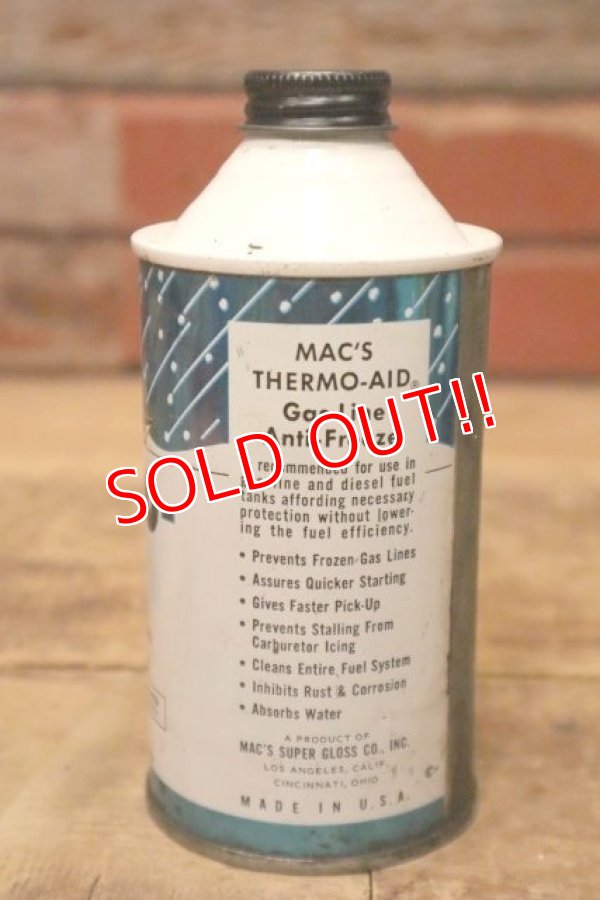 MAC'S
THERMO-AID®
Gas Line
Anti-Freeze
recommended for use in
and diesel fuel
tanks affording necessary
protection without lower-
ing the fuel efficiency.
• Prevents Frozen-Gas Lines
• Assures Quicker Starting
• Gives Faster Pick-Up
• Prevents Stalling From
Carburetor Icing
• Cleans Entire Fuel System
• Inhibits Rust & Corrosion
• Absorbs Water
A PRODUCT OF
MAC'S SUPER GLOSS CO., INC.
LOS ANGELES, CALIF.
CINCINNATI, OHIO
MADE IN U.S.A.
SOLD OUT!!